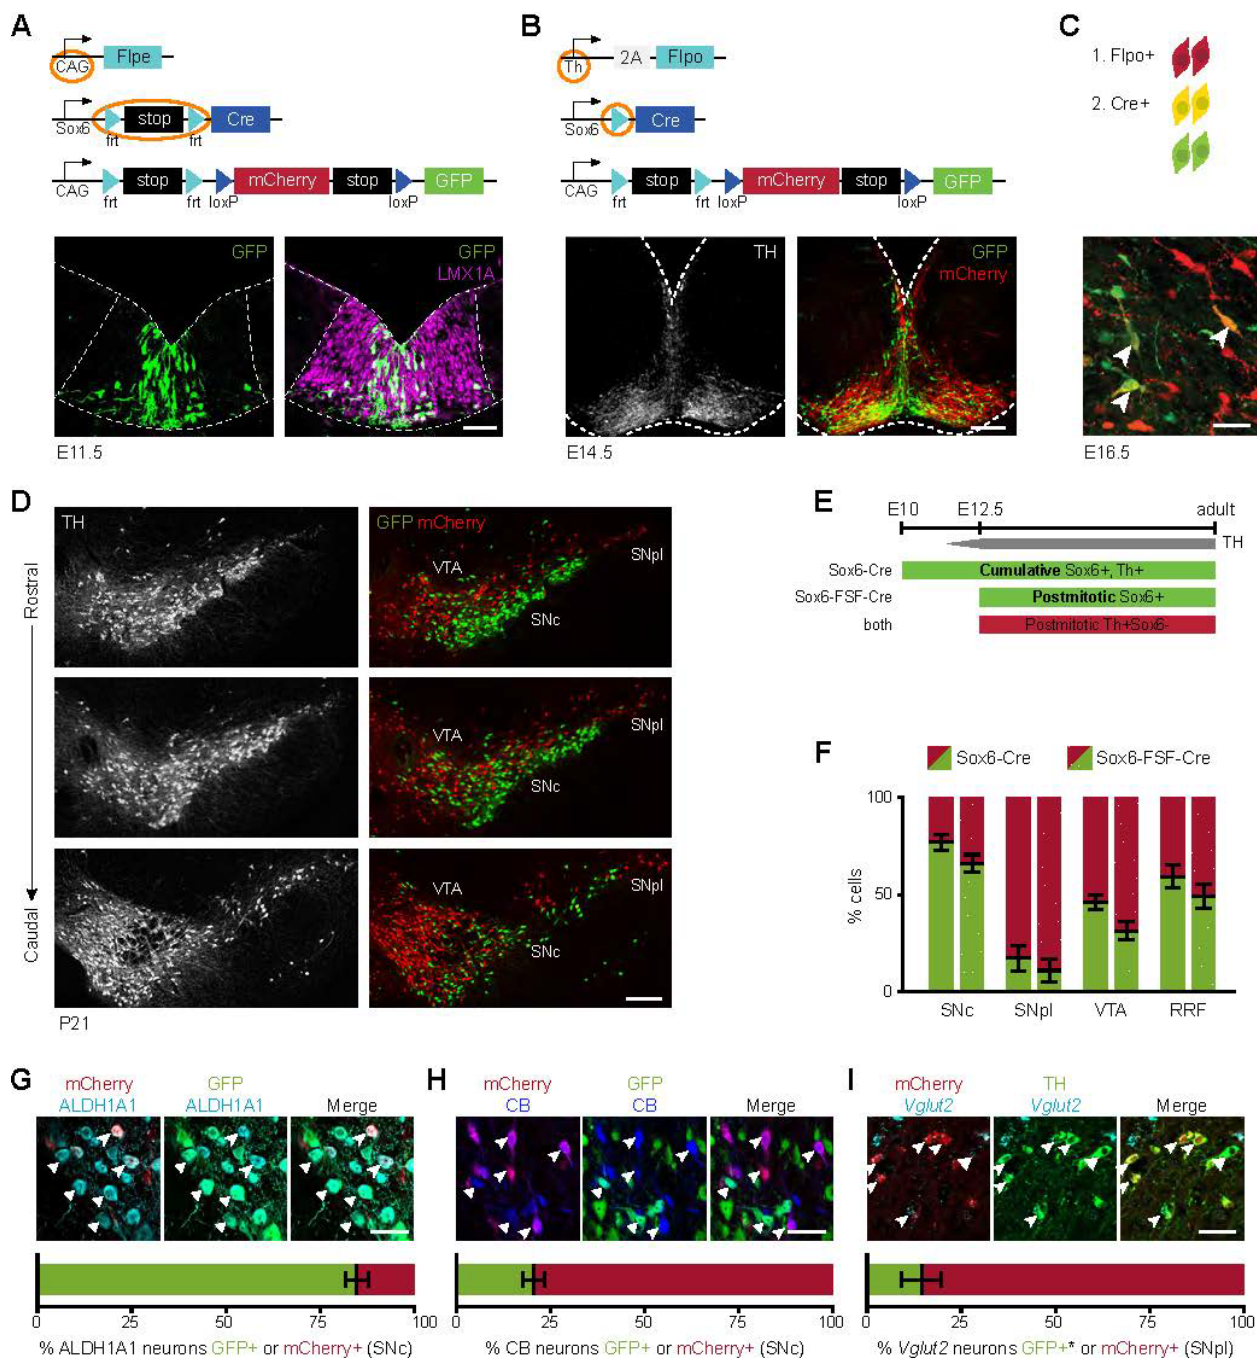 A
CAG
Flpe
Sox6
frt
stop
frt
Cre
CAG
frt
stop
frt
loxP
mCherry
stop
loxP
GFP
GFP
GFP
LMX1A
E11.5
B
Th
2A
Flpo
Sox6
Cre
CAG
frt
stop
frt
loxP
mCherry
stop
loxP
GFP
TH
GFP
mCherry
E14.5
C
1. Flpo+
2. Cre+
E16.5
D
Rostral
Caudal
TH
GFP mCherry
VTA
SNc
SNpl
VTA
SNc
SNpl
VTA
SNc
SNpl
P21
E
E10 E12.5 adult
TH
Sox6-Cre Cumulative Sox6+, Th+
Sox6-FSF-Cre Postmitotic Sox6+
both Postmitotic Th+Sox6-
F
Sox6-Cre Sox6-FSF-Cre
% cells
100
50
0
SNc SNpl VTA RRF
G
mCherry GFP
ALDH1A1 ALDH1A1 Merge
0 25 50 75 100
% ALDH1A1 neurons GFP+ or mCherry+ (SNc)
H
mCherry GFP
CB CB Merge
0 25 50 75 100
% CB neurons GFP+ or mCherry+ (SNc)
I
mCherry TH
Vglut2 Vglut2 Merge
0 25 50 75 100
% Vglut2 neurons GFP+* or mCherry+ (SNpl)